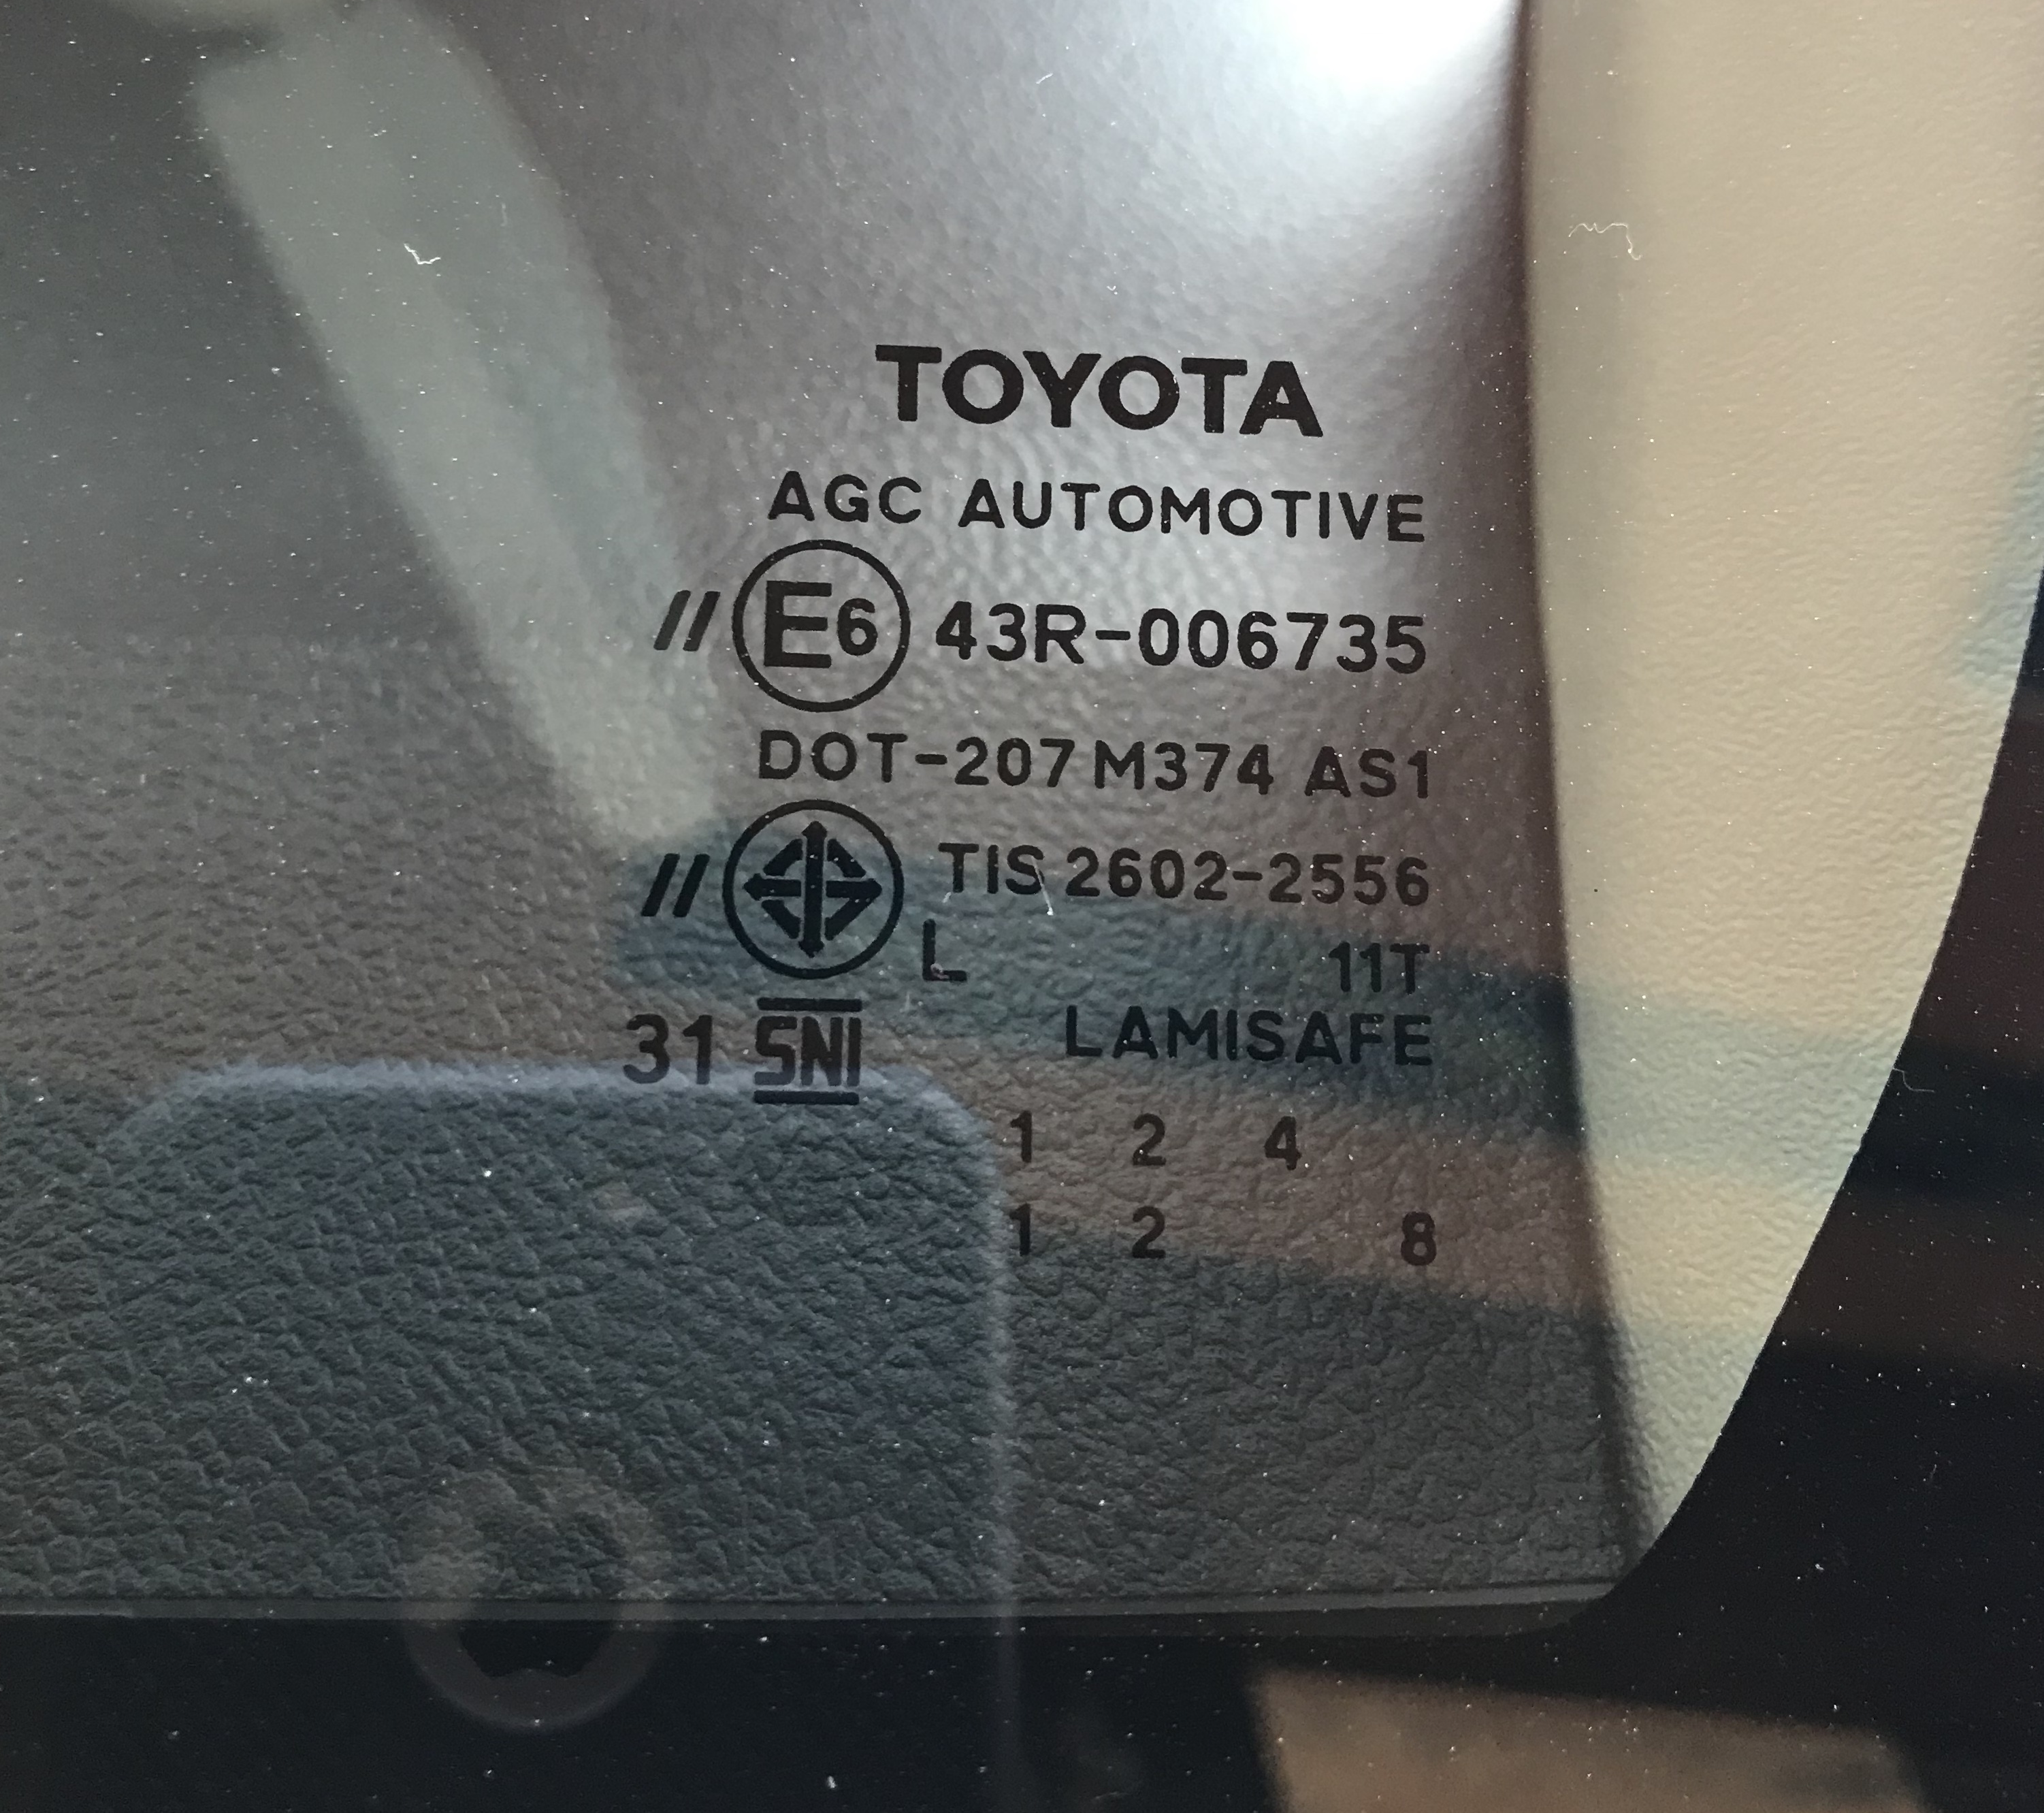 TOYOTA
AGC AUTOMOTIVE
// E6 43R-006735
DOT-207 M374 AS1
// TIS 2602-2556
L 11T
31 SNI LAMISAFE
1 2 4
1 2 8